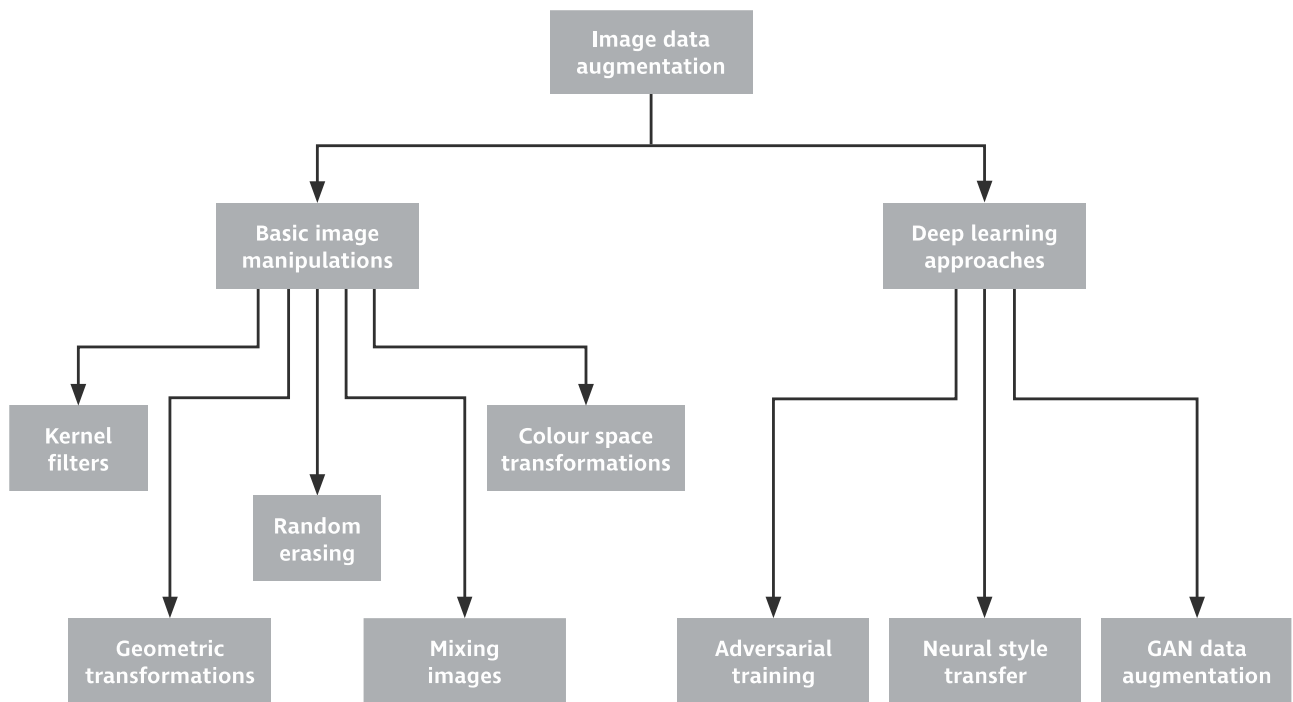 Image data
augmentation
Basic image
manipulations
Deep learning
approaches
Kernel
filters
Colour space
transformations
Random
erasing
Geometric
transformations
Mixing
images
Adversarial
training
Neural style
transfer
GAN data
augmentation